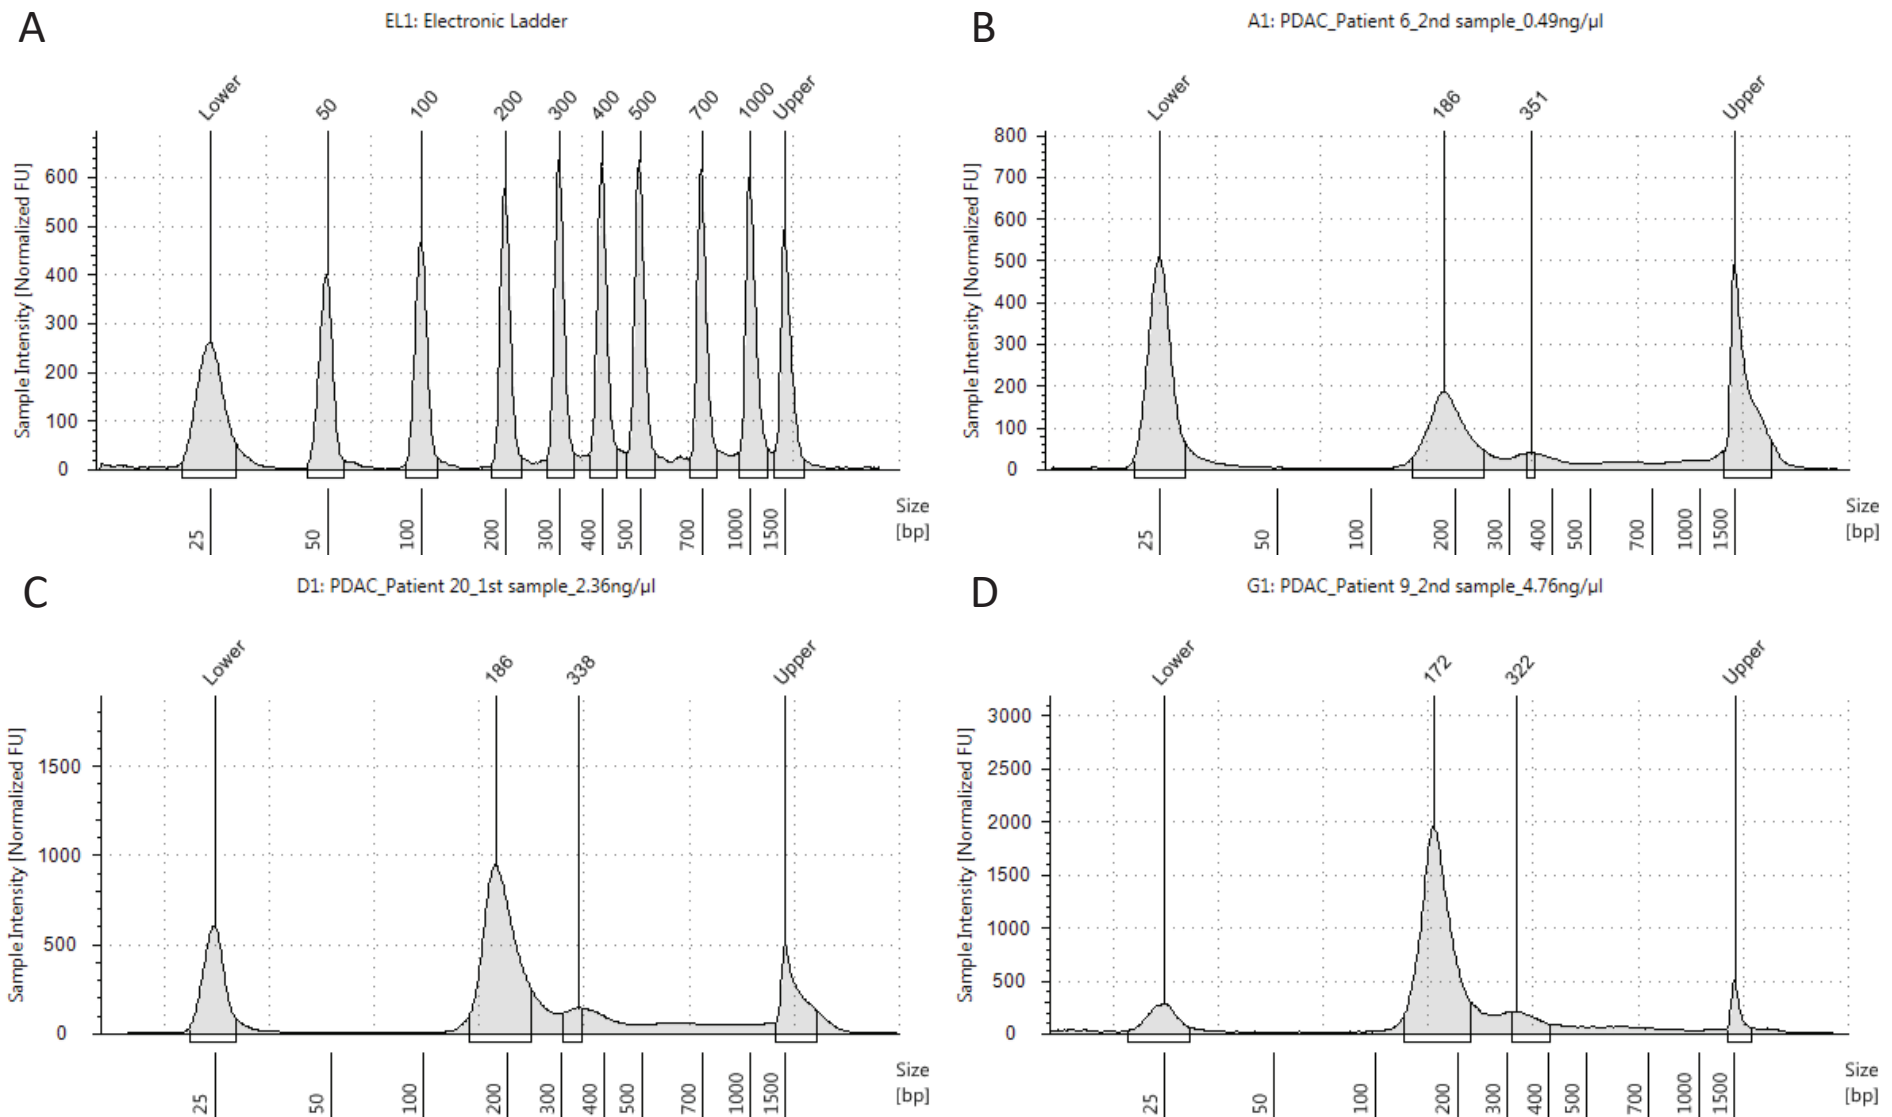 A
EL1: Electronic Ladder
Lower 50 100 200 300 400 500 700 1000 Upper
Sample Intensity [Normalized FU]
600
500
400
300
200
100
0
25 50 100 200 300 400 500 700 1000 1500
Size
[bp]
B
A1: PDAC_Patient 6_2nd sample_0.49ng/µl
Lower 186 351 Upper
Sample Intensity [Normalized FU]
800
700
600
500
400
300
200
100
0
25 50 100 200 300 400 500 700 1000 1500
Size
[bp]
C
D1: PDAC_Patient 20_1st sample_2.36ng/µl
Lower 186 338 Upper
Sample Intensity [Normalized FU]
1500
1000
500
0
25 50 100 200 300 400 500 700 1000 1500
Size
[bp]
D
G1: PDAC_Patient 9_2nd sample_4.76ng/µl
Lower 172 322 Upper
Sample Intensity [Normalized FU]
3000
2500
2000
1500
1000
500
0
25 50 100 200 300 400 500 700 1000 1500
Size
[bp]